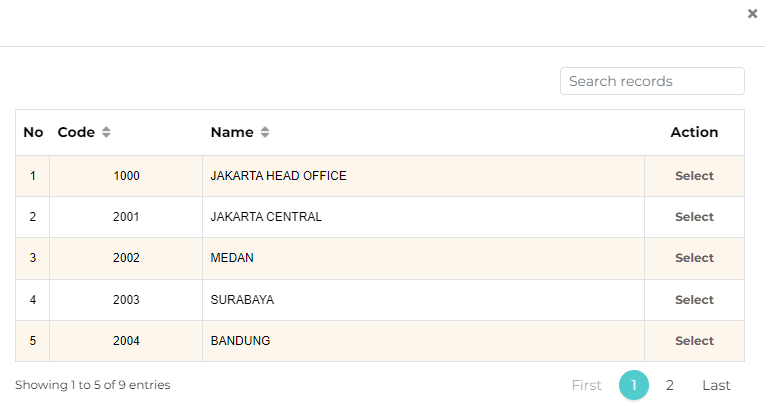 ×
Search records
No Code Name Action
1 1000 JAKARTA HEAD OFFICE Select
2 2001 JAKARTA CENTRAL Select
3 2002 MEDAN Select
4 2003 SURABAYA Select
5 2004 BANDUNG Select
Showing 1 to 5 of 9 entries First 1 2 Last